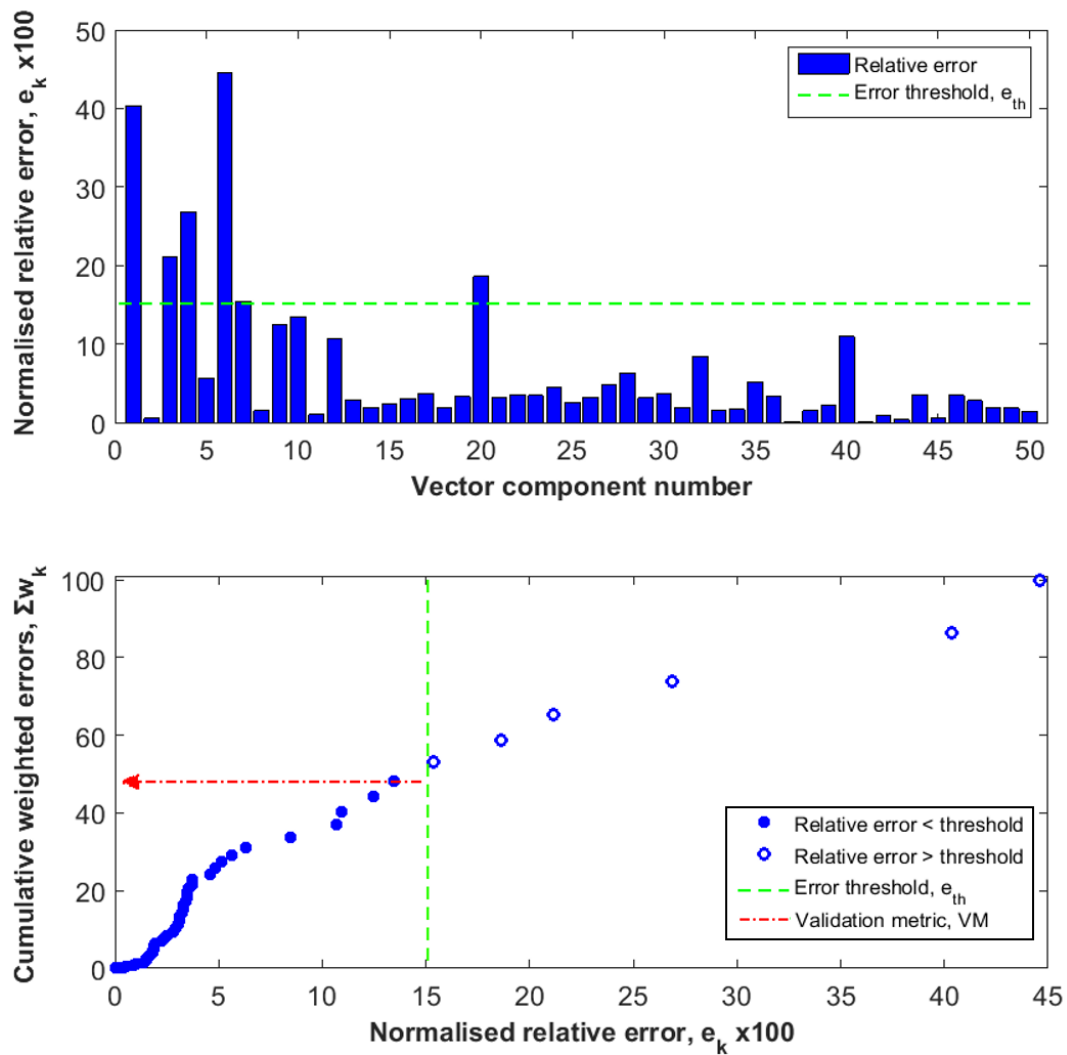 Normalised relative error, e_k x100
50
40
30
20
10
0
Relative error
Error threshold, e_th
0 5 10 15 20 25 30 35 40 45 50
Vector component number
Cumulative weighted errors, Σw_k
100
80
60
40
20
0
Relative error < threshold
Relative error > threshold
Error threshold, e_th
Validation metric, VM
0 5 10 15 20 25 30 35 40 45
Normalised relative error, e_k x100